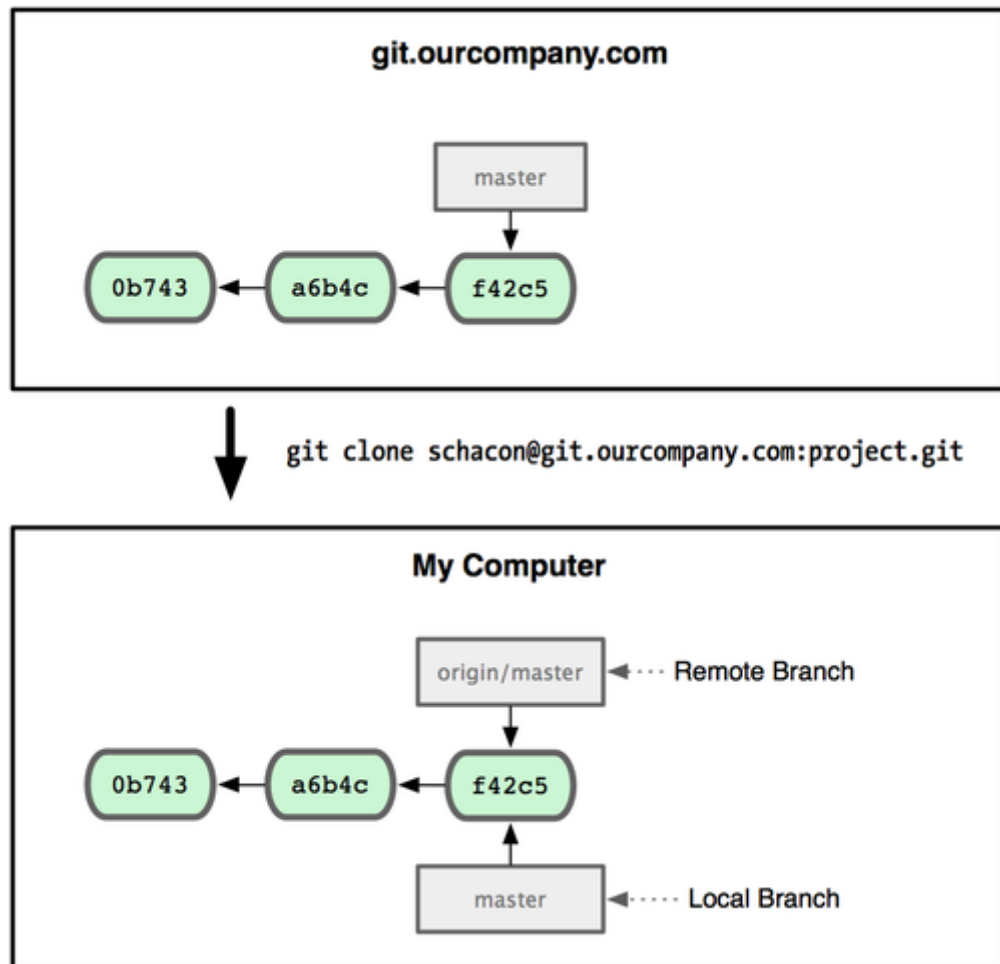 git.ourcompany.com
master
0b743 a6b4c f42c5
git clone schacon@git.ourcompany.com:project.git
My Computer
origin/master Remote Branch
0b743 a6b4c f42c5
master Local Branch